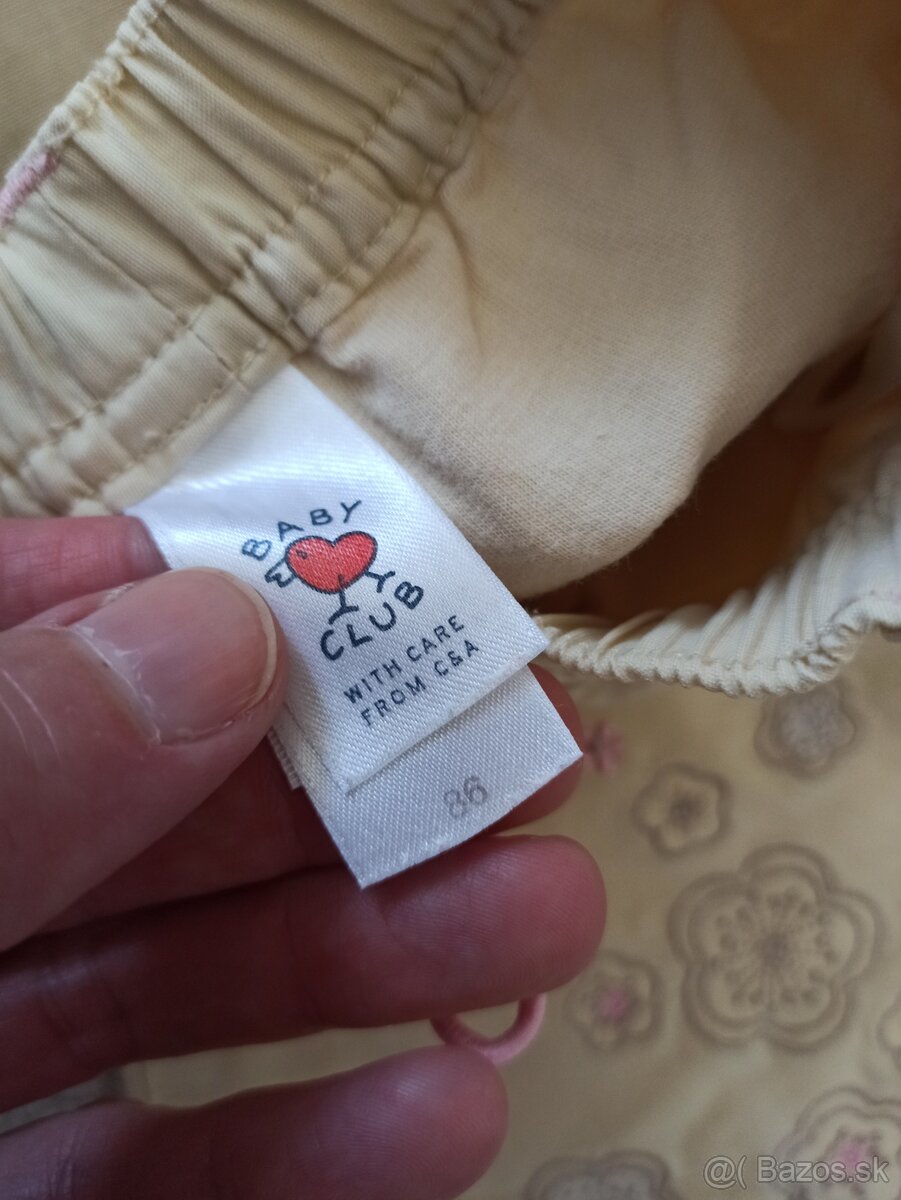 BABY
CLUB
WITH CARE
FROM C&A
86
@( Bazos.sk